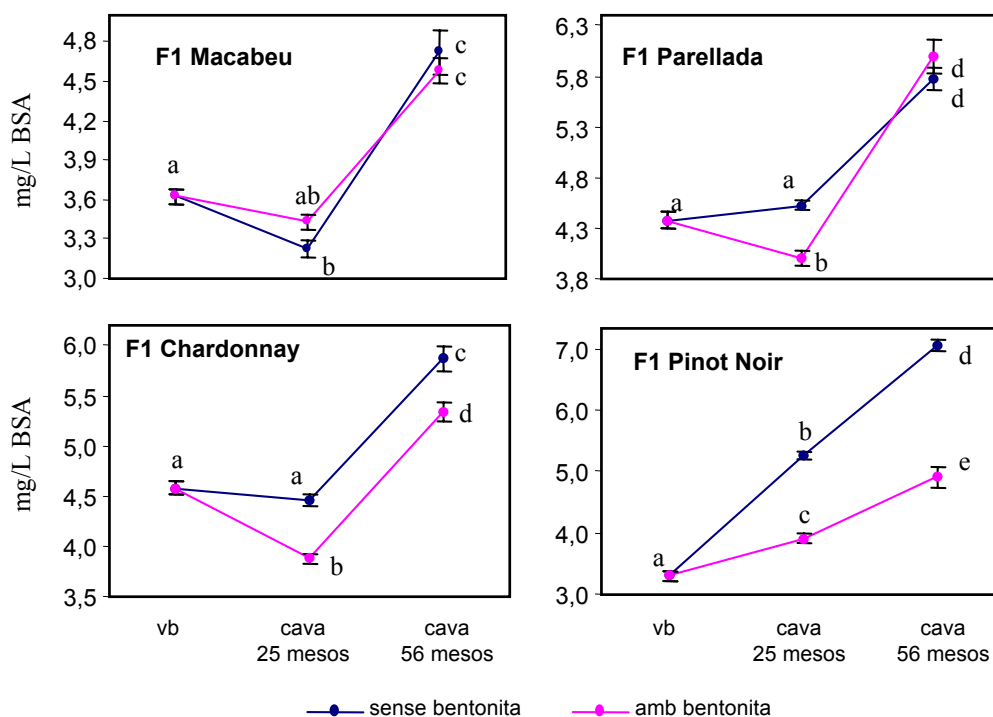 F1 Macabeu
mg/L BSA
4,8
4,5
4,2
3,9
3,6
3,3
3,0
a
ab
b
c
c
F1 Parellada
6,3
5,8
5,3
4,8
4,3
3,8
a
a
b
d
d
F1 Chardonnay
mg/L BSA
6,0
5,5
5,0
4,5
4,0
3,5
a
a
b
c
d
vb
cava
25 mesos
cava
56 mesos
F1 Pinot Noir
7,0
6,0
5,0
4,0
3,0
a
b
c
d
e
vb
cava
25 mesos
cava
56 mesos
sense bentonita
amb bentonita